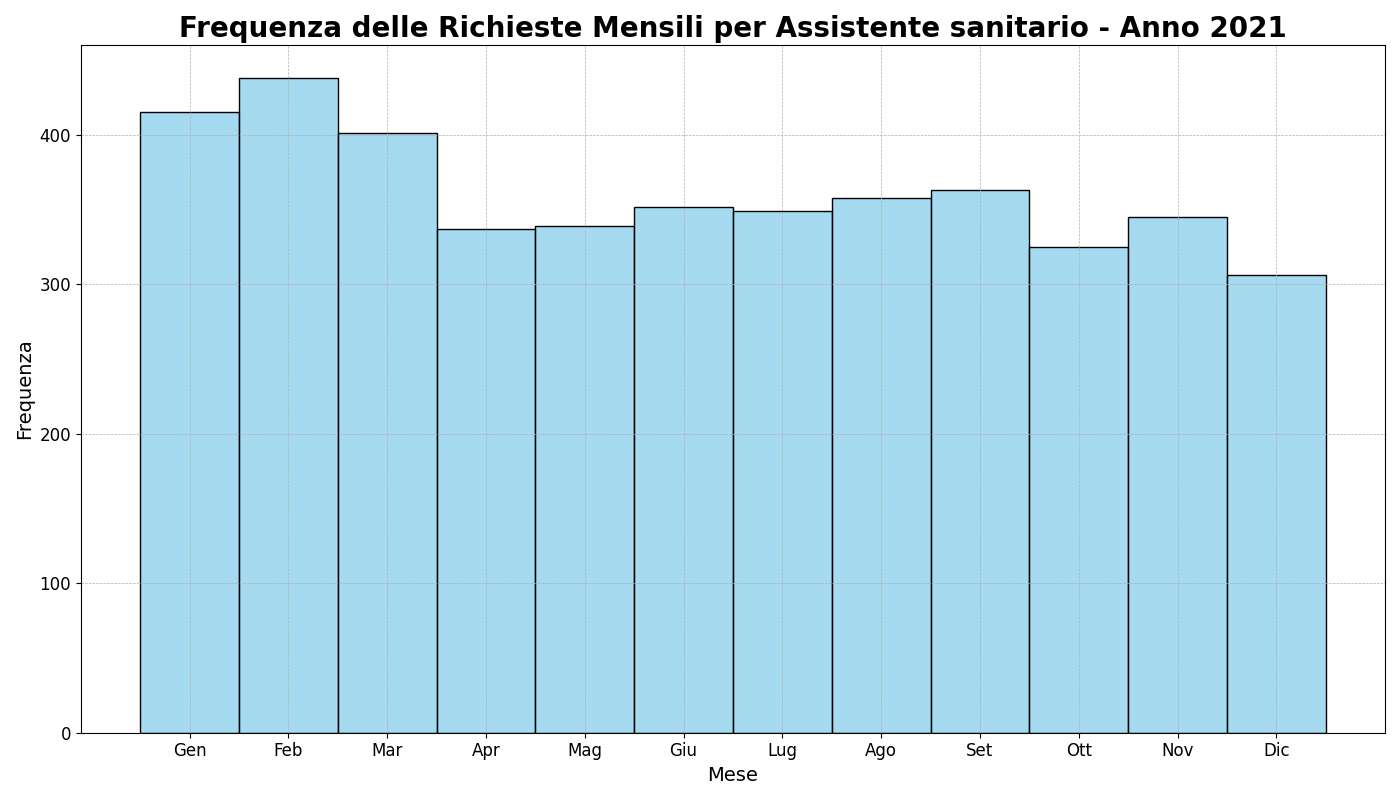 Frequenza delle Richieste Mensili per Assistente sanitario - Anno 2021
Frequenza
400
300
200
100
0
Gen Feb Mar Apr Mag Giu Lug Ago Set Ott Nov Dic
Mese